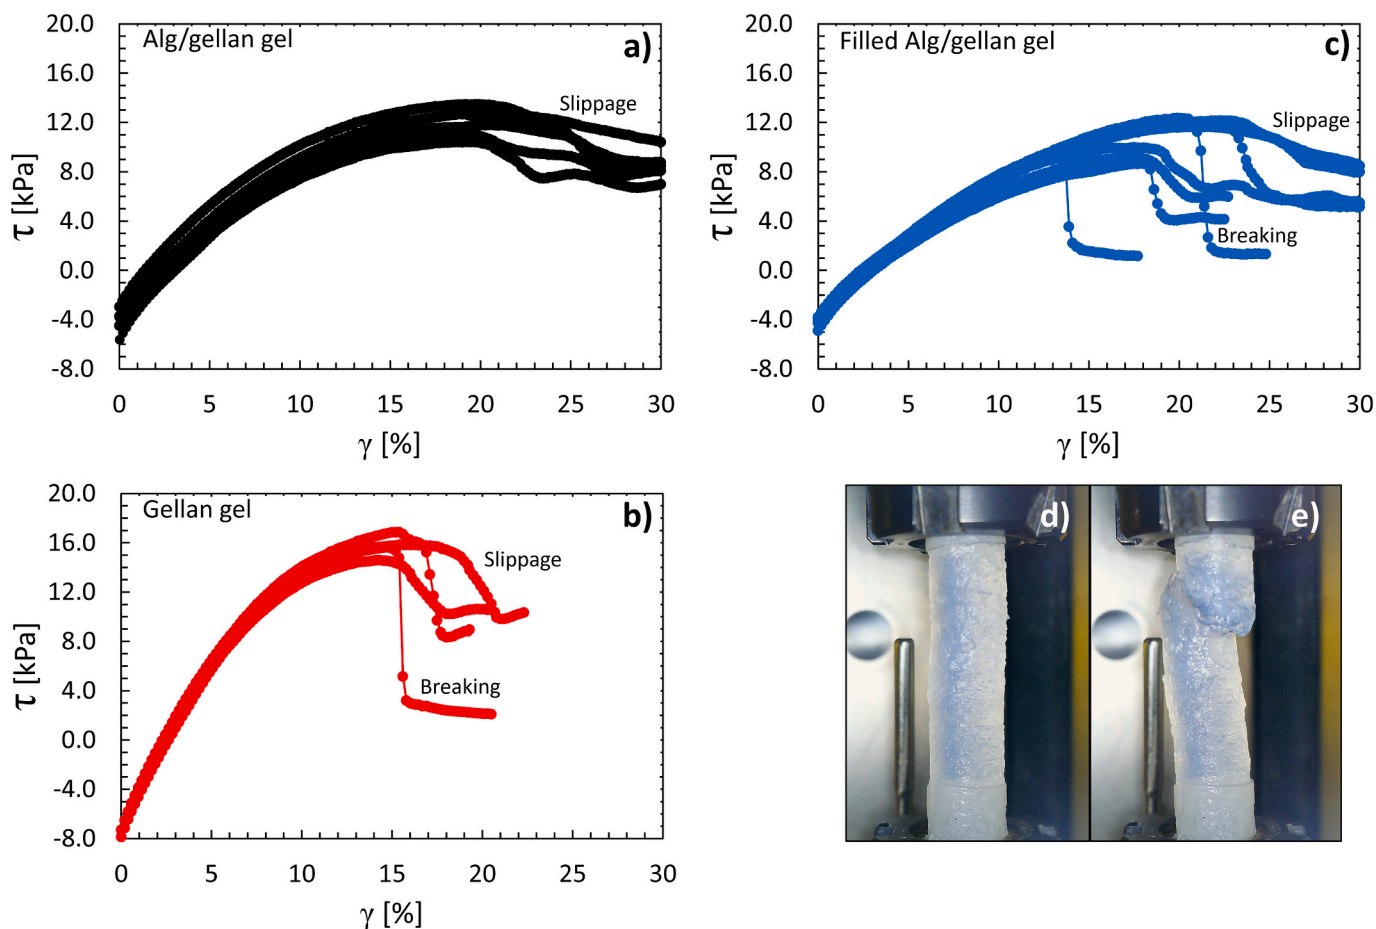 20.0
Alg/gellan gel
a)
16.0
Slippage
12.0
8.0
4.0
0.0
-4.0
-8.0
τ [kPa]
0 5 10 15 20 25 30
γ [%]
20.0
Filled Alg/gellan gel
c)
16.0
12.0
Slippage
8.0
4.0
Breaking
0.0
-4.0
-8.0
τ [kPa]
0 5 10 15 20 25 30
γ [%]
20.0
Gellan gel
b)
16.0
Slippage
12.0
8.0
4.0
Breaking
0.0
-4.0
-8.0
τ [kPa]
0 5 10 15 20 25 30
γ [%]
d)
e)